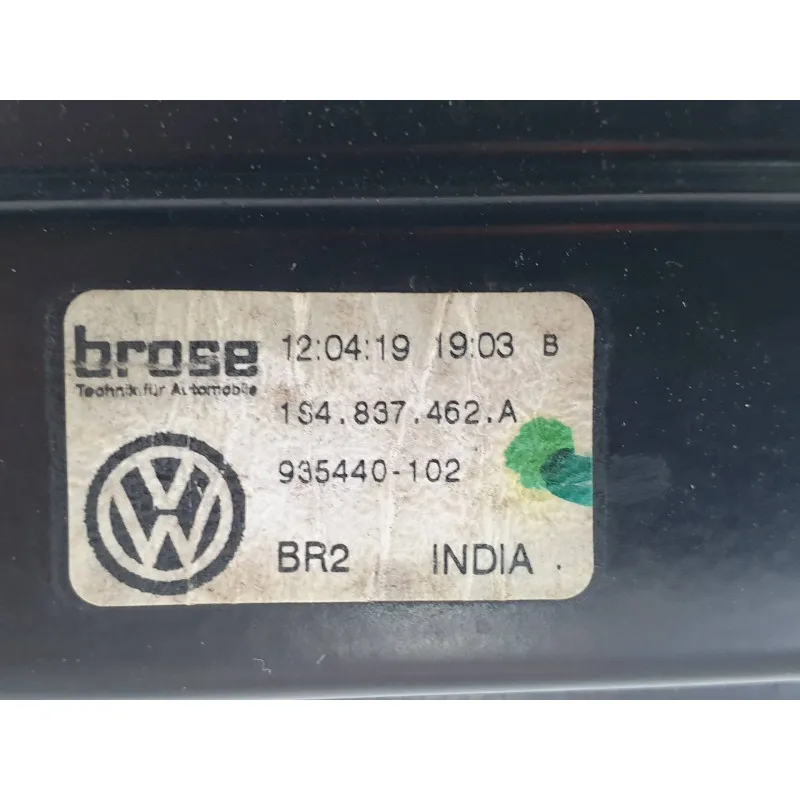 brose 12:04:19 19:03 B
Technik für Automobile
1S4.837.462.A
935440-102
BR2 INDIA .